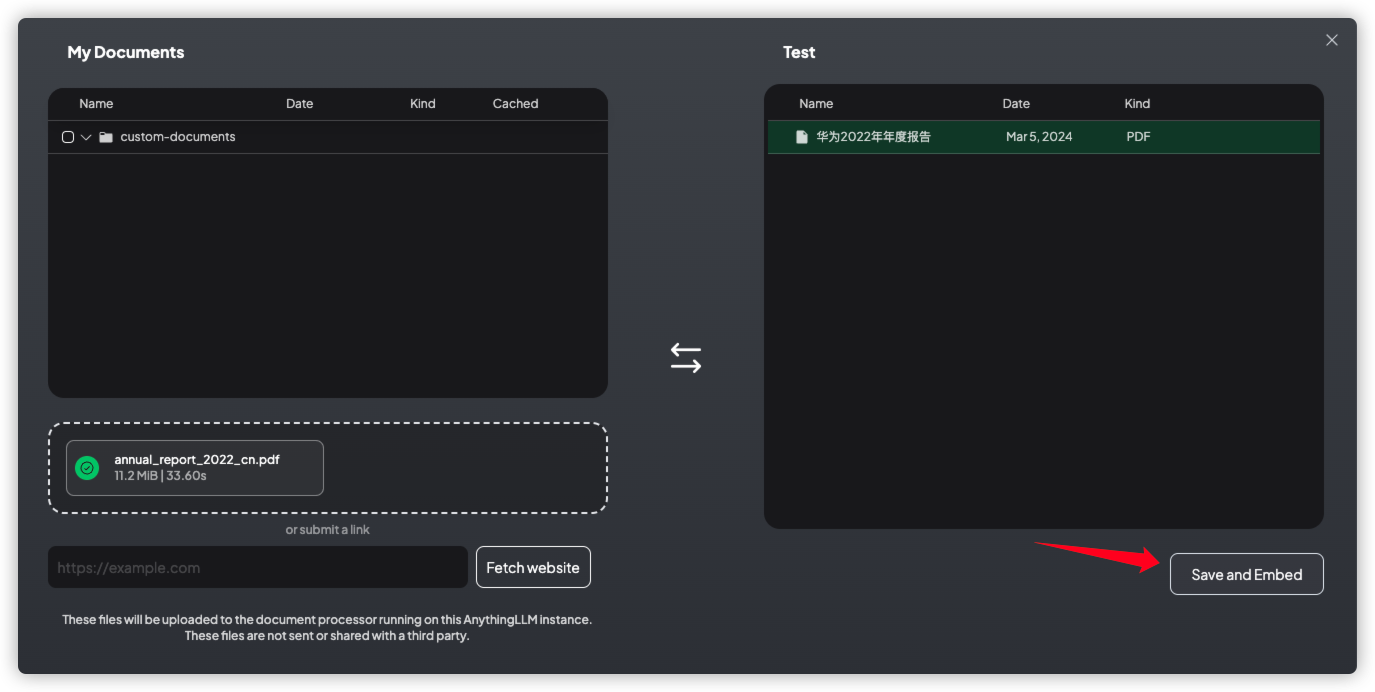 My Documents
Name Date Kind Cached
custom-documents
annual_report_2022_cn.pdf
11.2 MiB | 33.60s
or submit a link
https://example.com
Fetch website
These files will be uploaded to the document processor running on this AnythingLLM instance.
These files are not sent or shared with a third party.
Test
Name Date Kind
华为2022年年度报告 Mar 5, 2024 PDF
Save and Embed